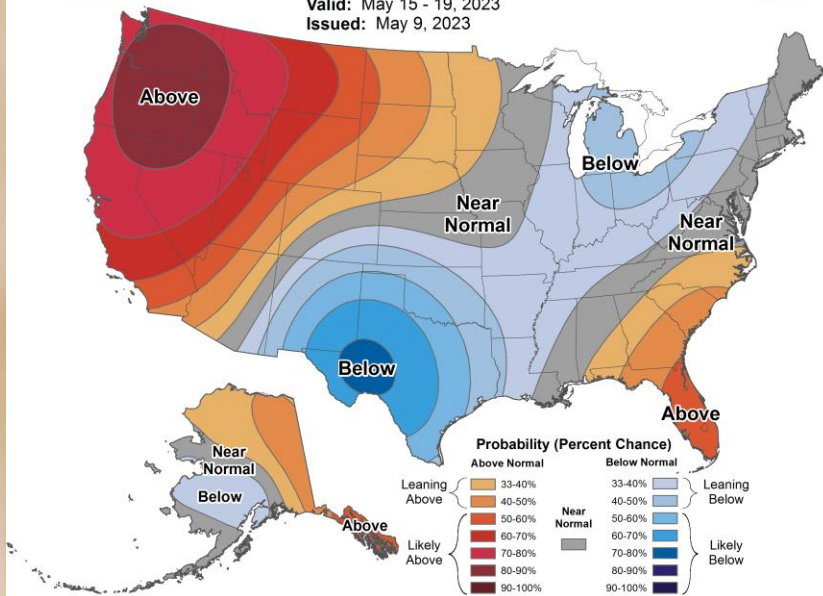 Valid: May 15 - 19, 2023
Issued: May 9, 2023
Above
Below
Near
Normal
Near
Normal
Below
Above
Near
Normal
Below
Above
Probability (Percent Chance)
Above Normal
Below Normal
Leaning
Above
33-40%
40-50%
Likely
Above
50-60%
60-70%
70-80%
80-90%
90-100%
Near
Normal
33-40%
40-50%
Leaning
Below
50-60%
60-70%
70-80%
80-90%
90-100%
Likely
Below